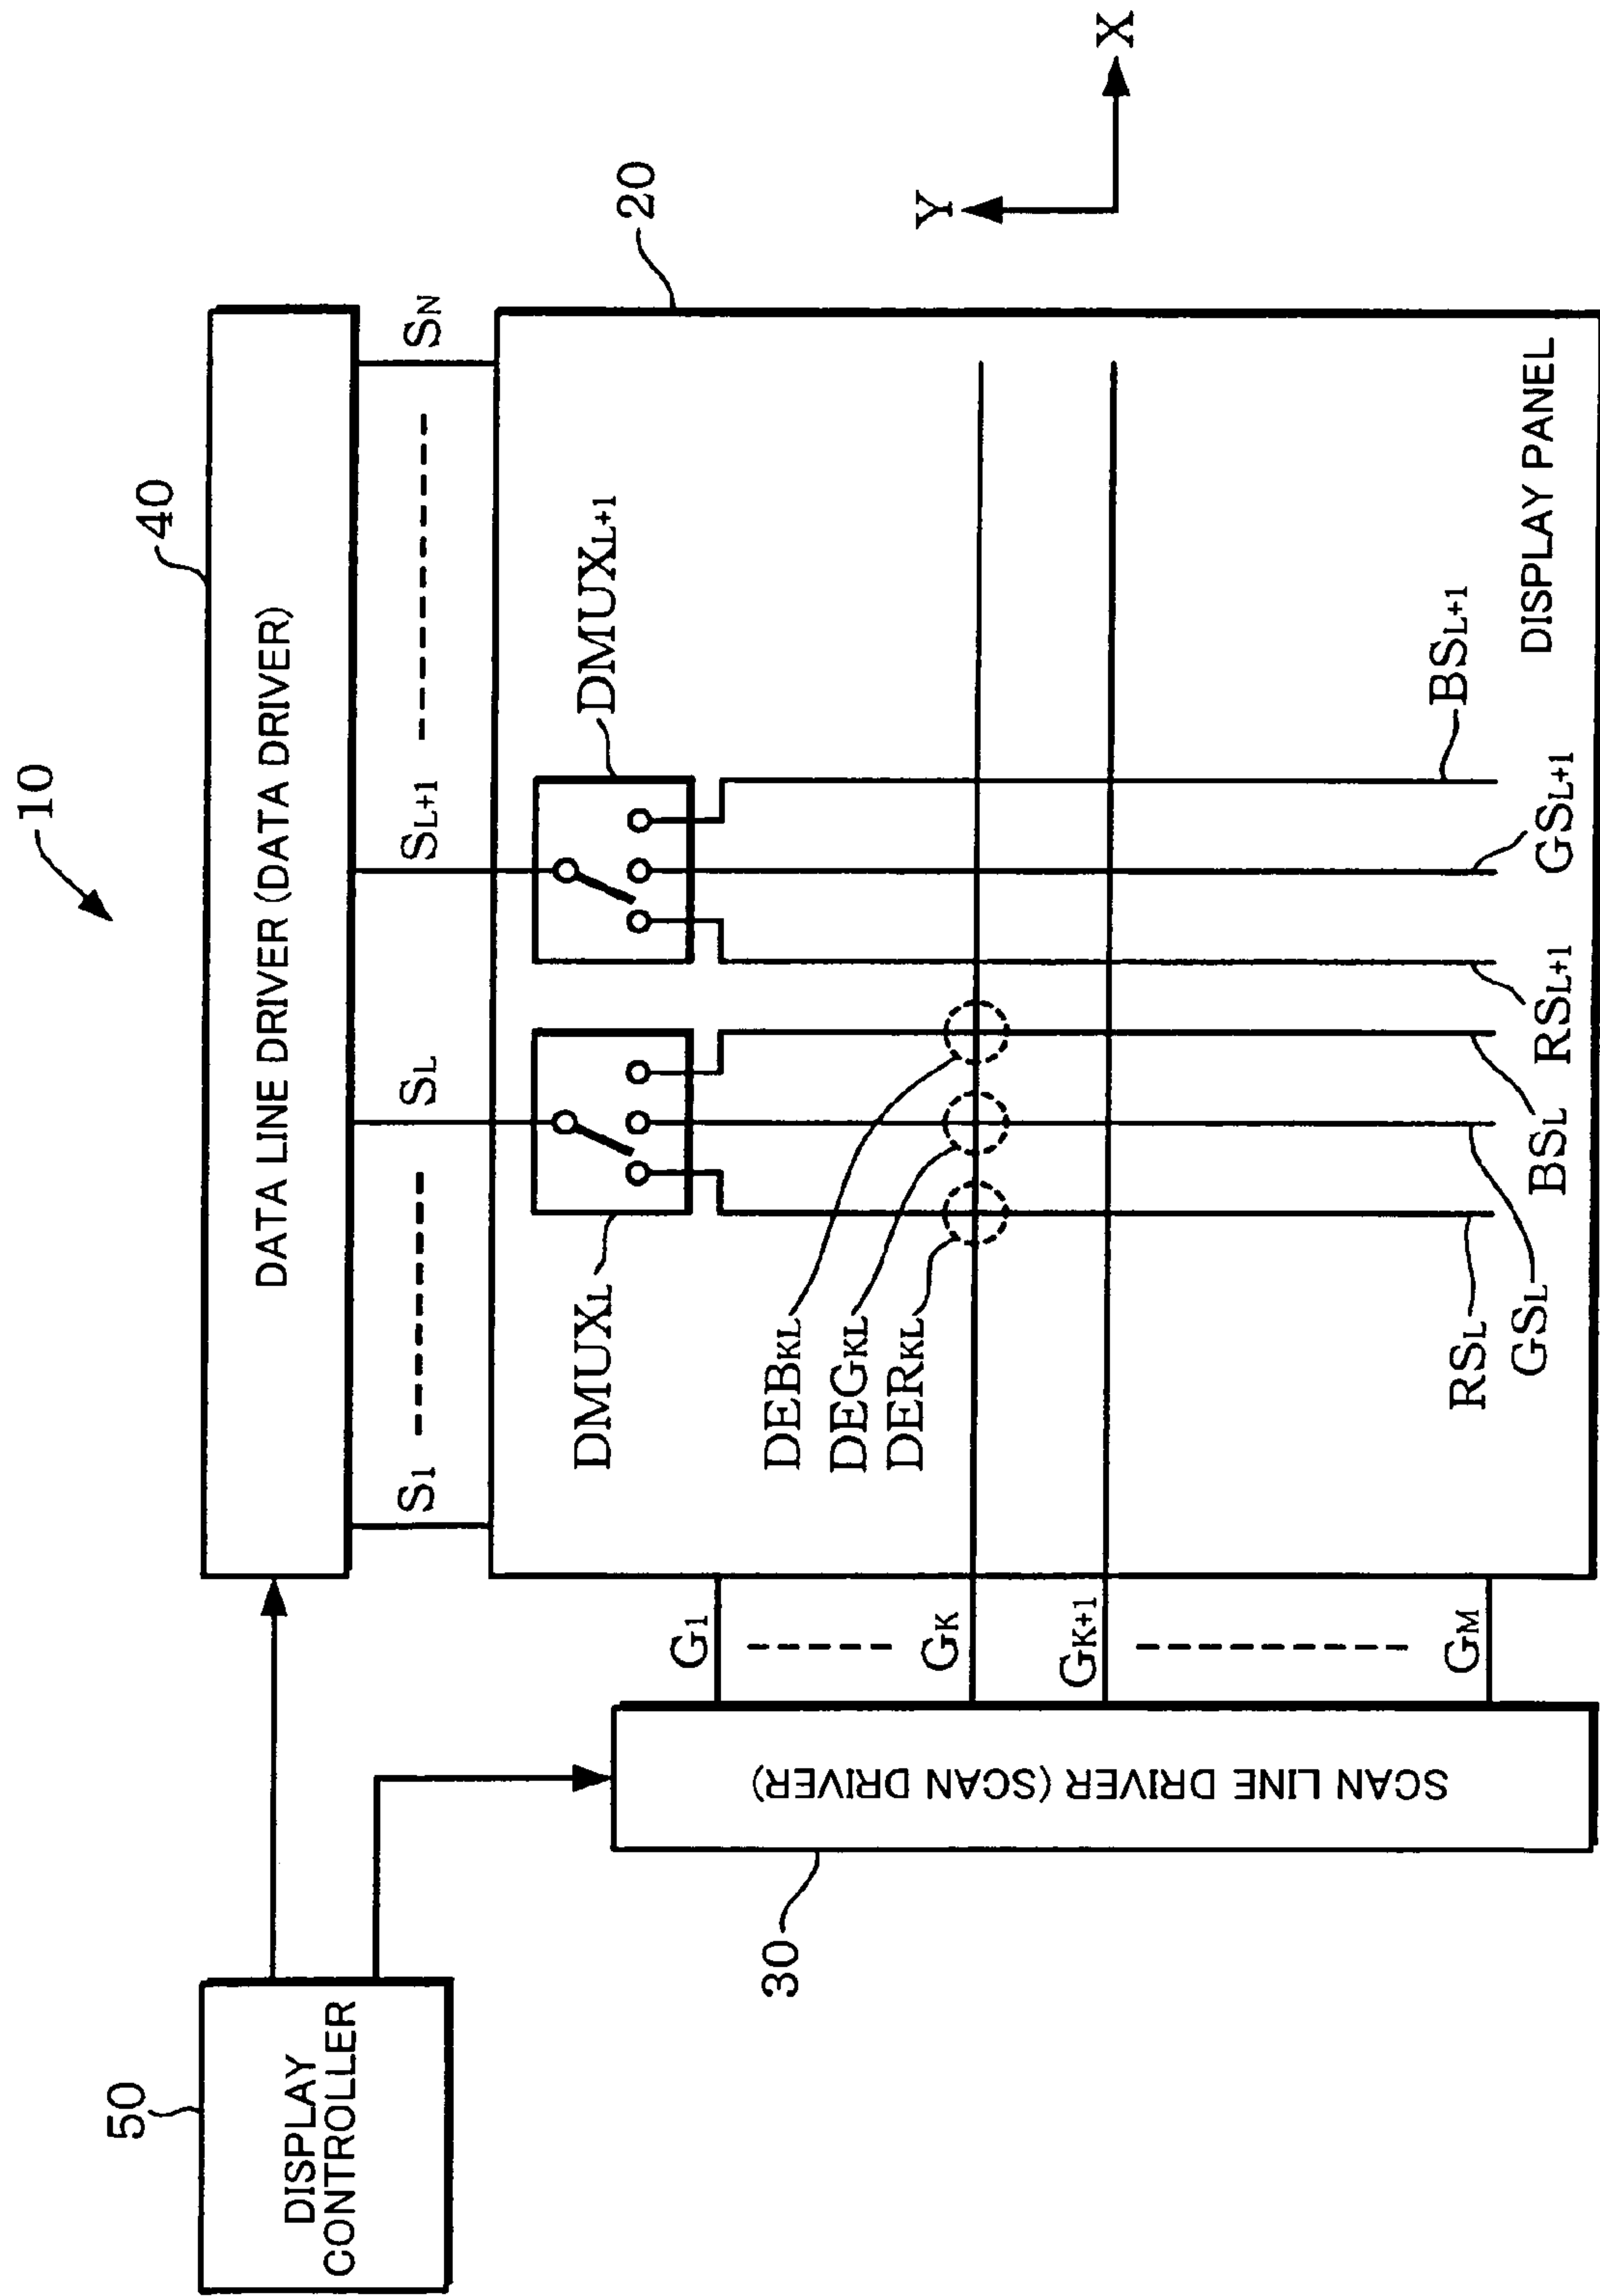 10
50
DISPLAY
CONTROLLER
40
DATA LINE DRIVER (DATA DRIVER)
S1
SL
SL+1
SN
20
DMUXL
DMUXL+1
30
SCAN LINE DRIVER (SCAN DRIVER)
G1
GK
GK+1
GM
DEBKL
DEGKL
DERKL
RSL
GSL
BSL
RSL+1
GSL+1
BSL+1
DISPLAY PANEL
Y
X